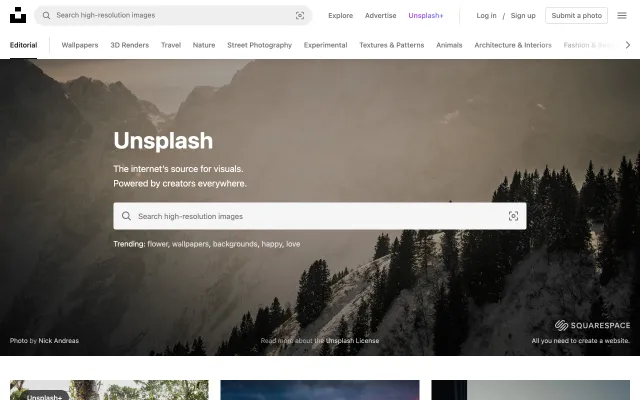 Search high-resolution images
Explore
Advertise
Unsplash+
Log in / Sign up
Submit a photo
Editorial
Wallpapers
3D Renders
Travel
Nature
Street Photography
Experimental
Textures & Patterns
Animals
Architecture & Interiors
Fashion &
Unsplash
The internet's source for visuals.
Powered by creators everywhere.
Search high-resolution images
Trending: flower, wallpapers, backgrounds, happy, love
SQUARESPACE
Photo by Nick Andreas
Read more about the Unsplash License
All you need to create a website.
Unsplash+